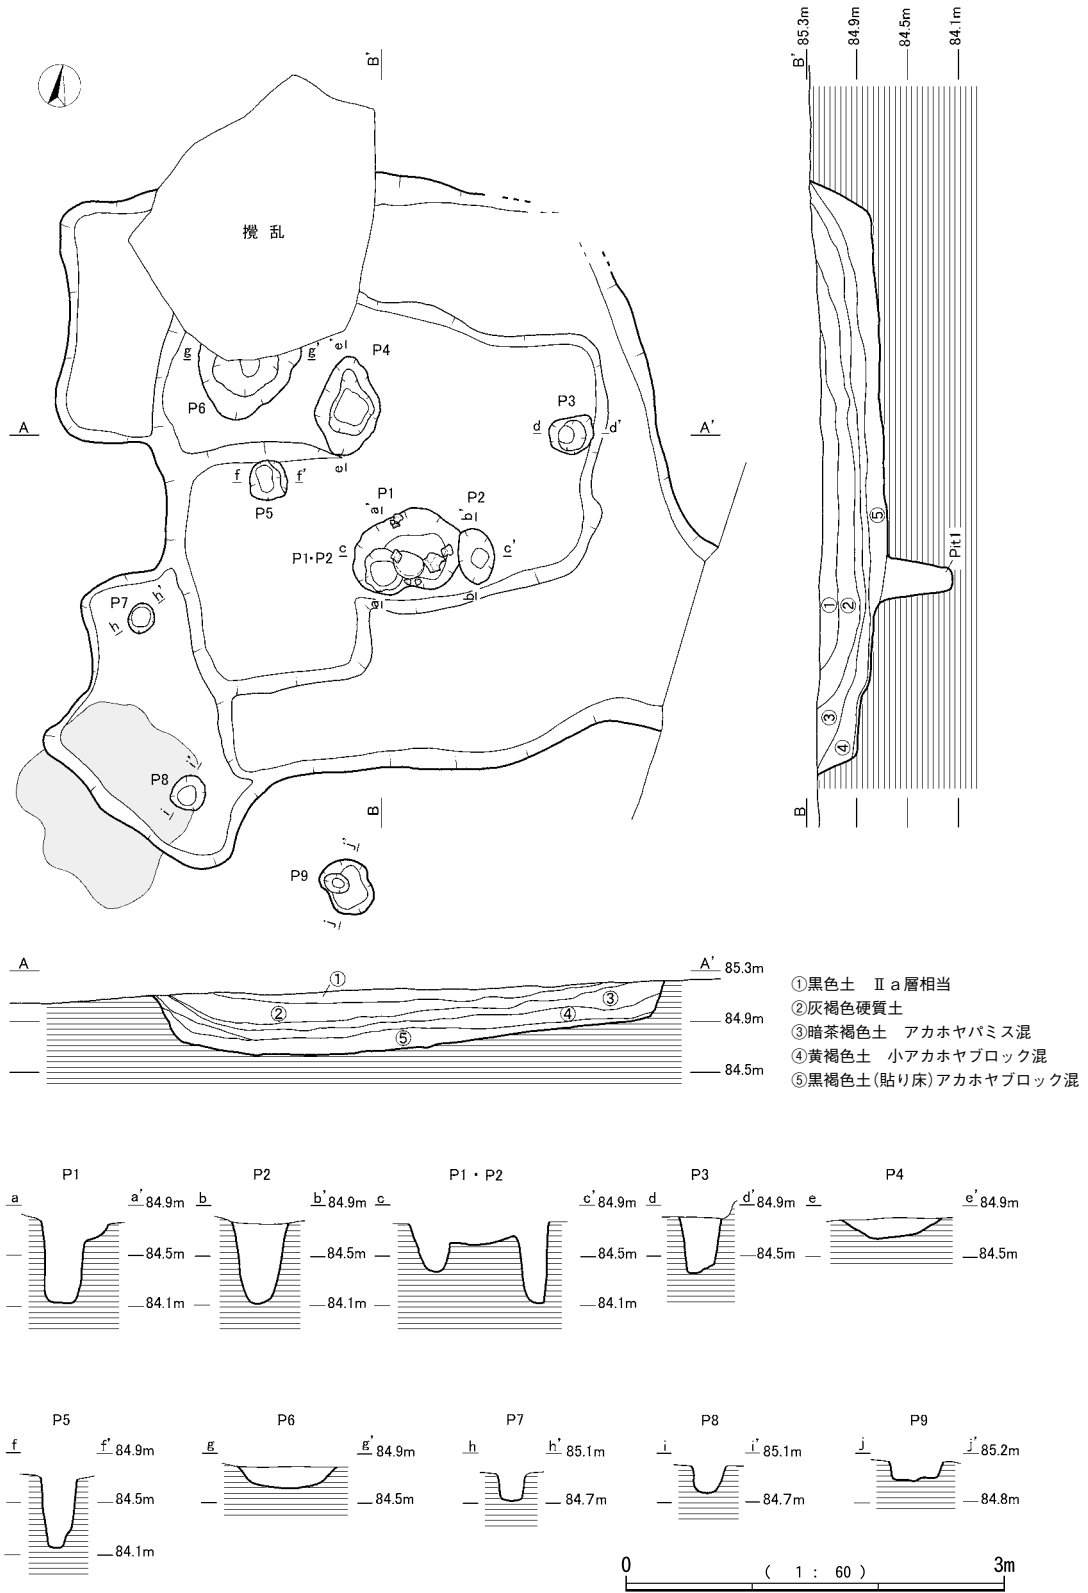 B'
攪 乱
g
g'
e'
P4
P6
P3
A
d
d'
A'
f
f'
e
P5
P1
P2
a'
b'
c
c'
P1・P2
a
b
P7
h'
h
P8
i'
i
B
P9
j'
j
85.3m
84.9m
84.5m
84.1m
B'
①
②
③
④
⑤
Pit1
B
A
A' 85.3m
84.9m
84.5m
①
②
③
④
⑤
①黒色土 Ⅱa層相当
②灰褐色硬質土
③暗茶褐色土 アカホヤパミス混
④黄褐色土 小アカホヤブロック混
⑤黒褐色土(貼り床)アカホヤブロック混
P1
a
a' 84.9m
84.5m
84.1m
P2
b
b' 84.9m
84.5m
84.1m
P1・P2
c
c' 84.9m
84.5m
84.1m
P3
d
d' 84.9m
84.5m
P4
e
e' 84.9m
84.5m
P5
f
f' 84.9m
84.5m
84.1m
P6
g
g' 84.9m
84.5m
P7
h
h' 85.1m
84.7m
P8
i
i' 85.1m
84.7m
P9
j
j' 85.2m
84.8m
0
( 1 : 60 )
3m